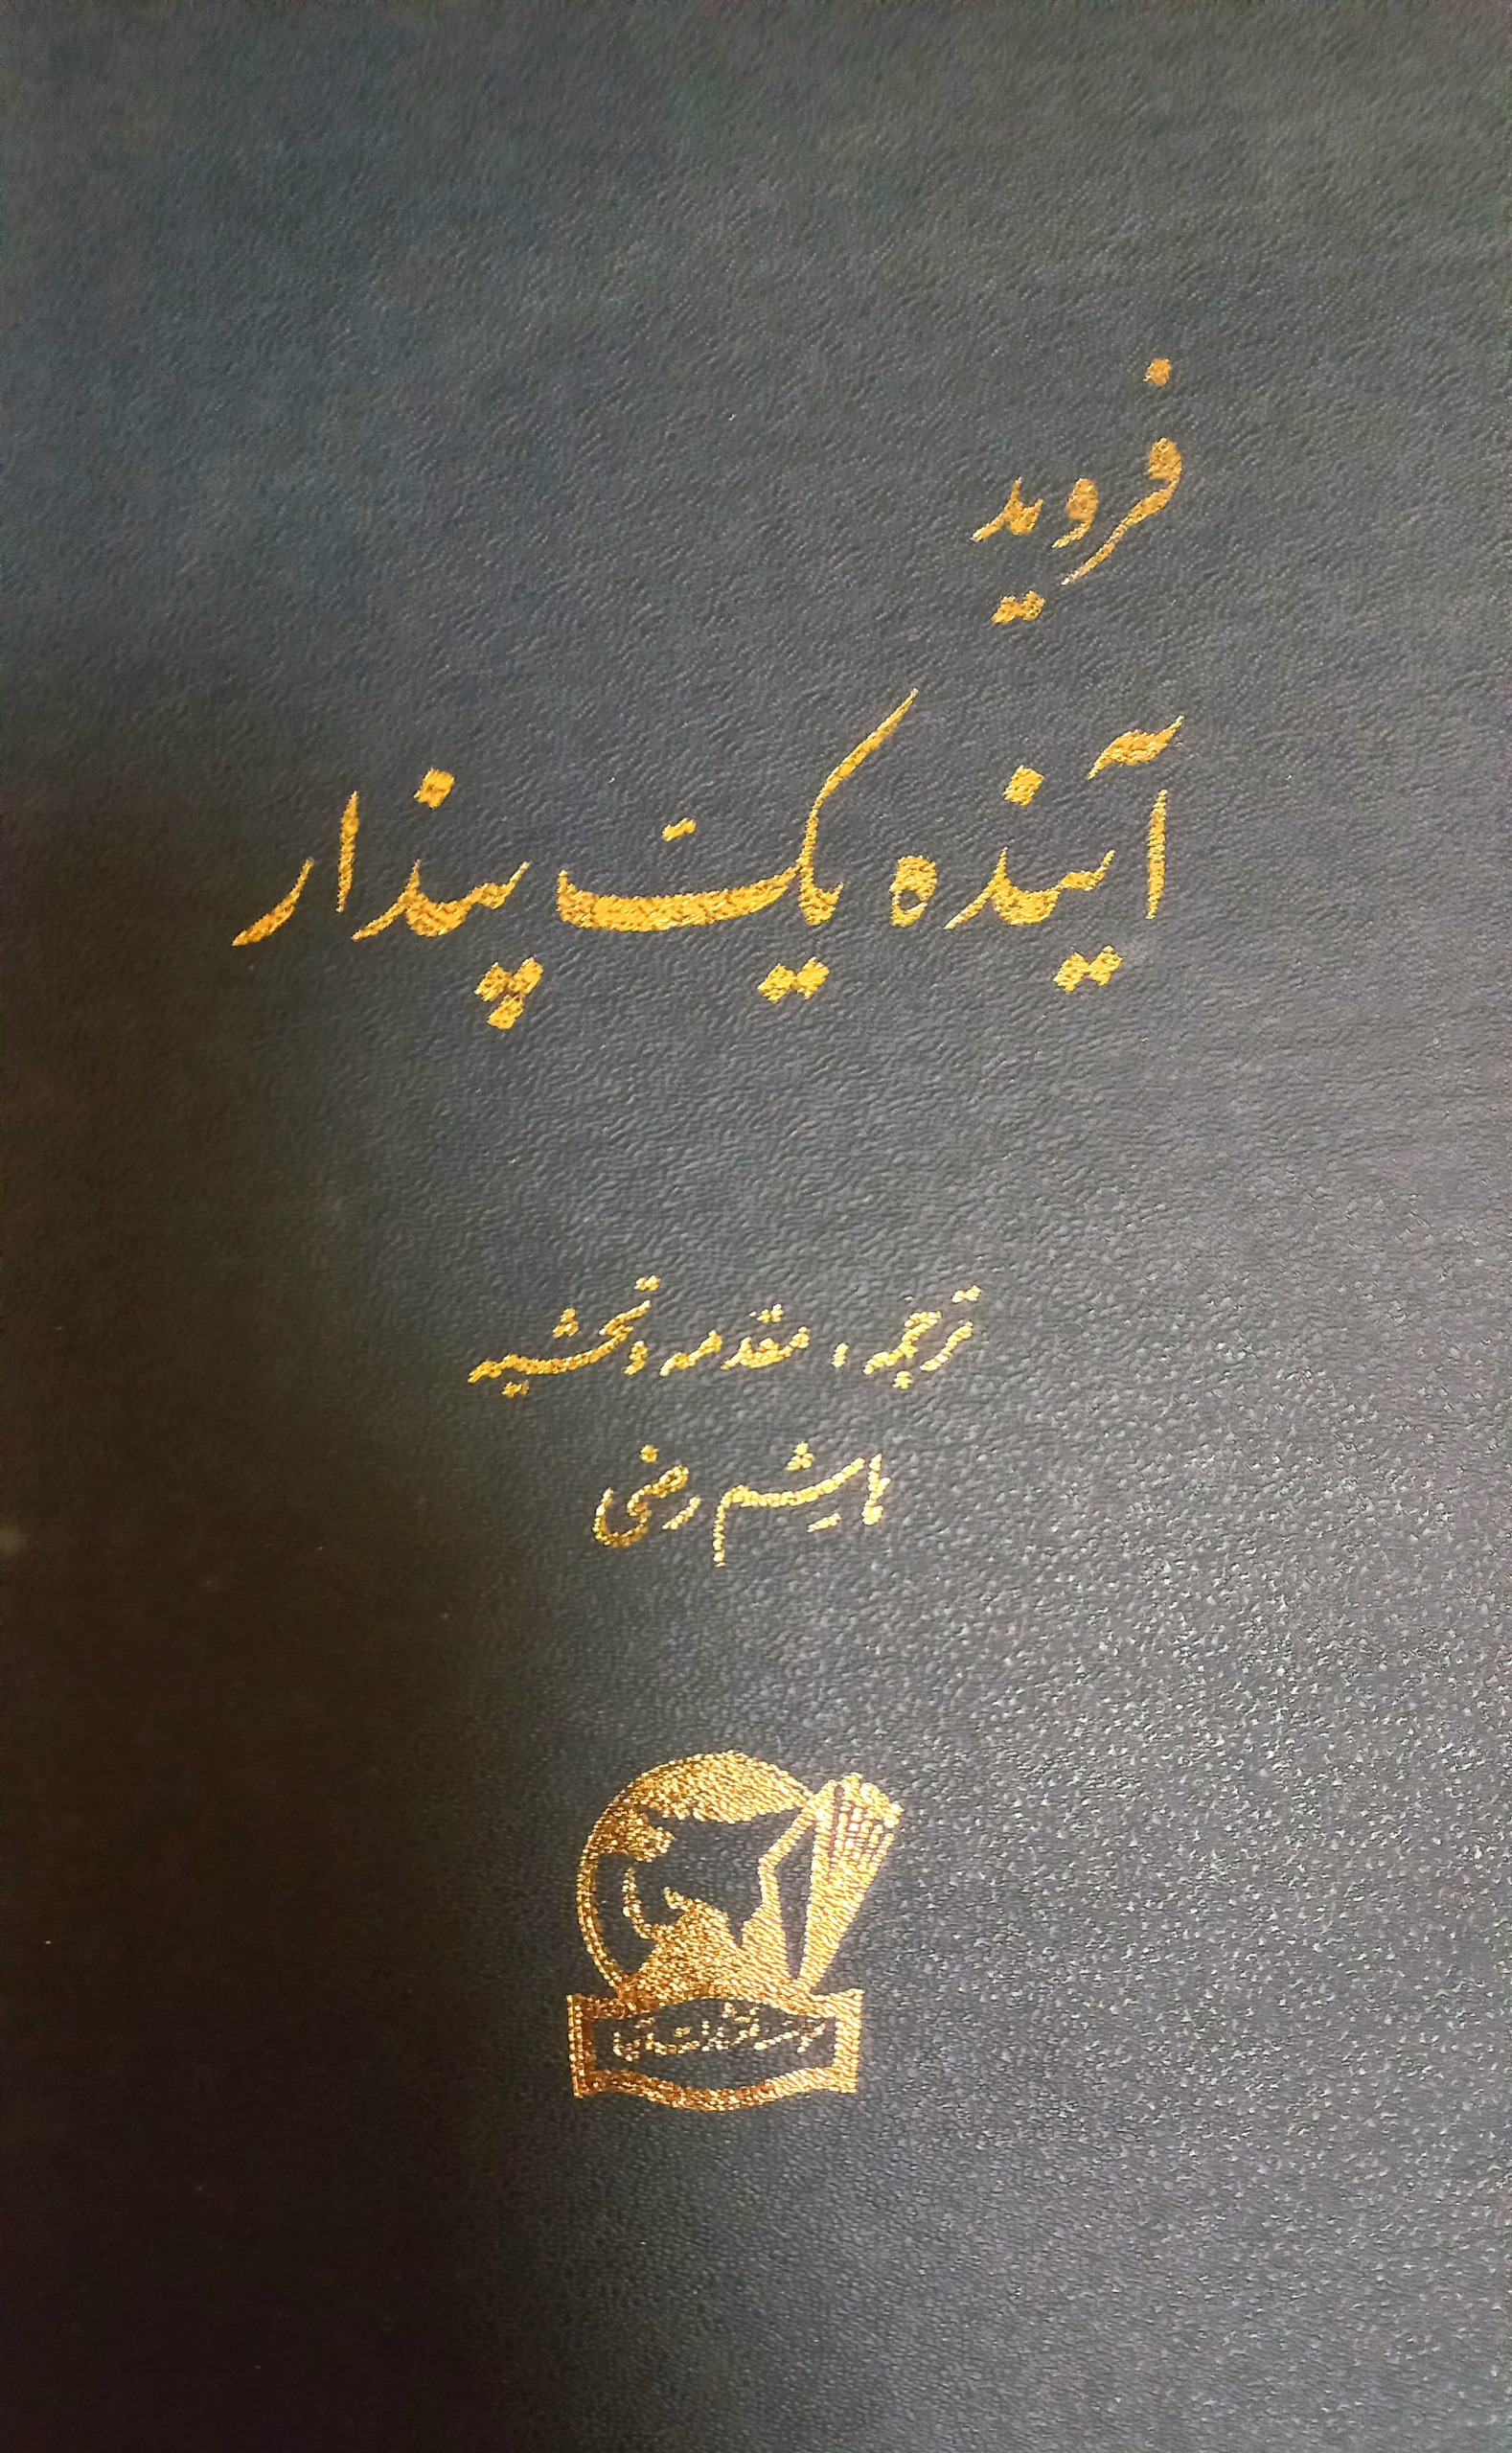 فروید
آینده یک پندار
ترجمه، مقدمه و تحشیه
هاشم رضی